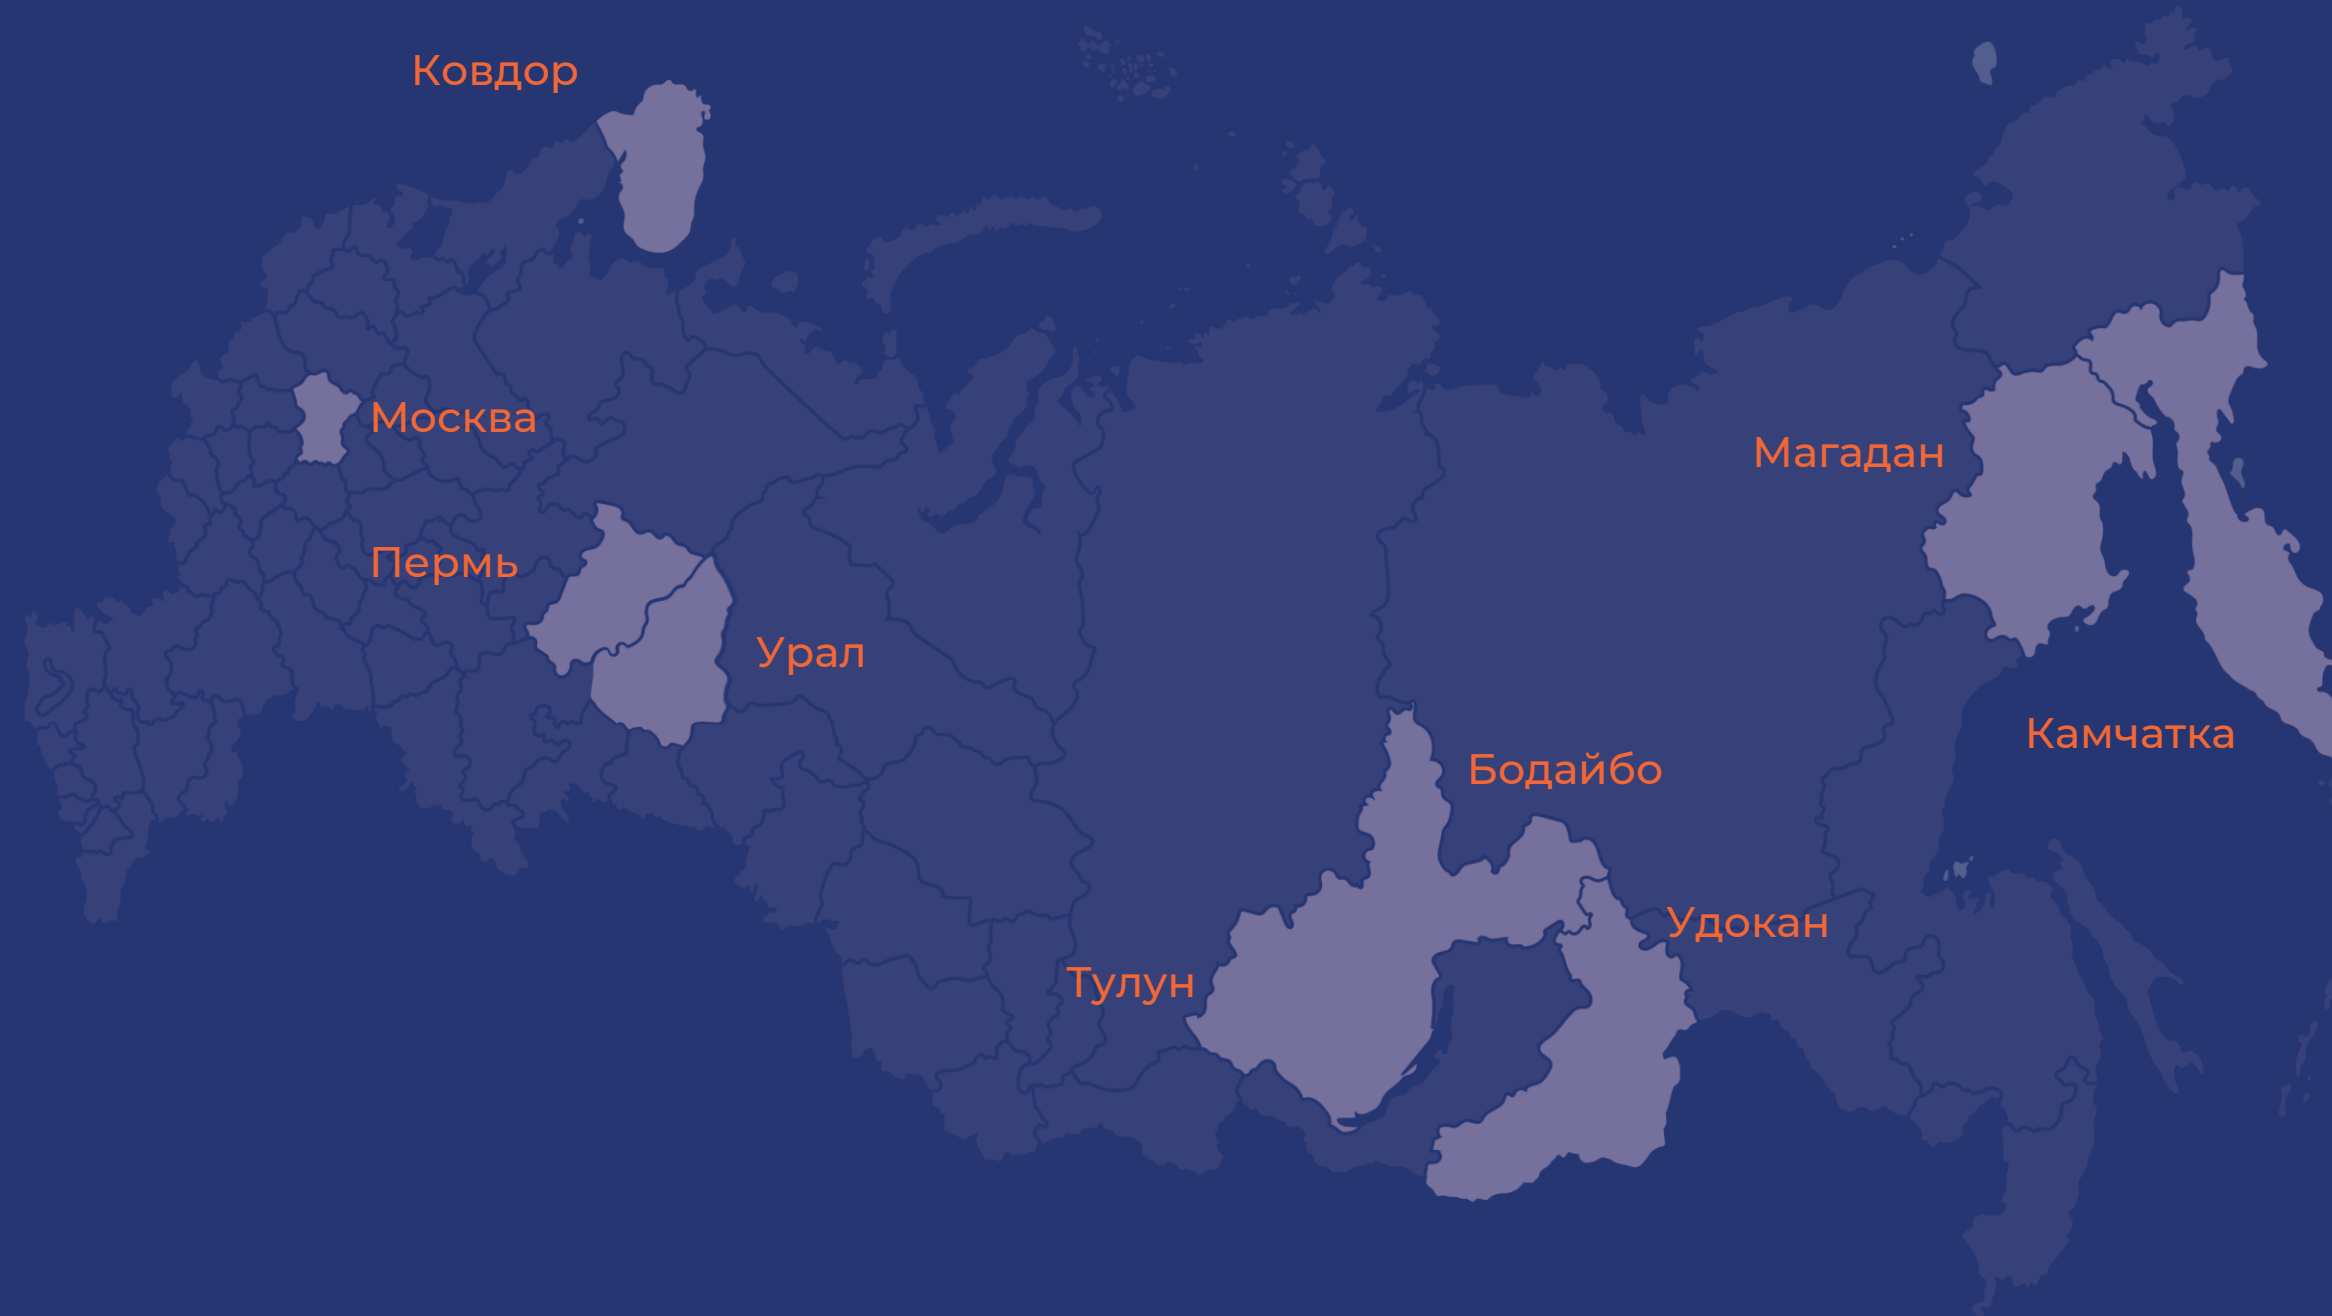 Ковдор
Москва
Магадан
Пермь
Урал
Камчатка
Бодайбо
Удокан
Тулун